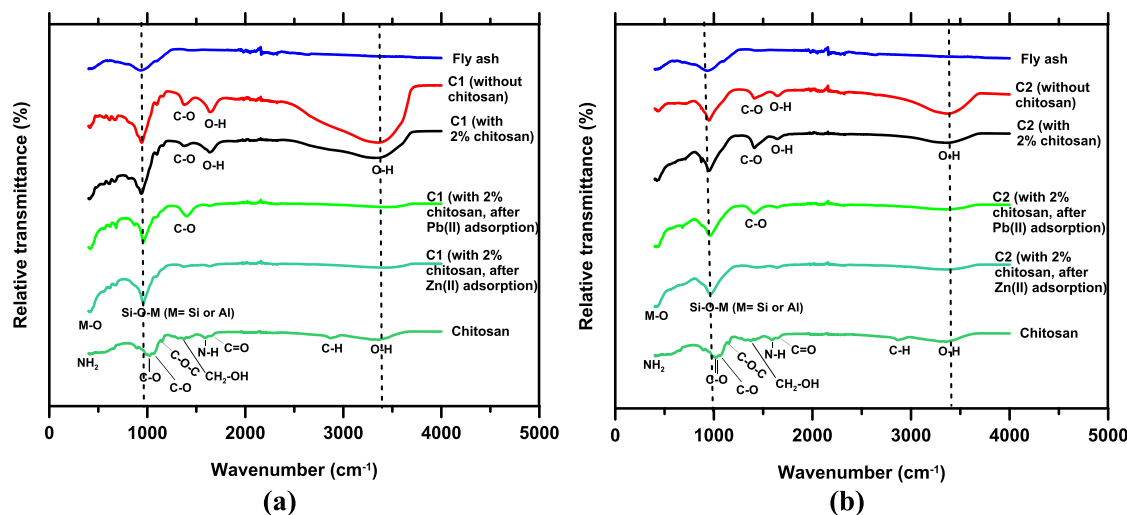 Relative transmittance (%)
Fly ash
C1 (without
chitosan)
C-O
O-H
C1 (with
2% chitosan)
C-O
O-H
O-H
C1 (with 2%
chitosan, after
Pb(II) adsorption)
C-O
C1 (with 2%
chitosan, after
Zn(II) adsorption)
M-O
Si-O-M (M= Si or Al)
Chitosan
NH2
C-O
C-O
C-O-C
CH2-OH
N-H
C=O
C-H
O-H
0 1000 2000 3000 4000 5000
Wavenumber (cm-1)
(a)
Relative transmittance (%)
Fly ash
C2 (without
chitosan)
C-O
O-H
C2 (with
2% chitosan)
C-O
O-H
O-H
C2 (with 2%
chitosan, after
Pb(II) adsorption)
C-O
C2 (with 2%
chitosan, after
Zn(II) adsorption)
M-O
Si-O-M (M= Si or Al)
Chitosan
NH2
C-O
C-O
C-O-C
CH2-OH
N-H
C=O
C-H
O-H
0 1000 2000 3000 4000 5000
Wavenumber (cm-1)
(b)